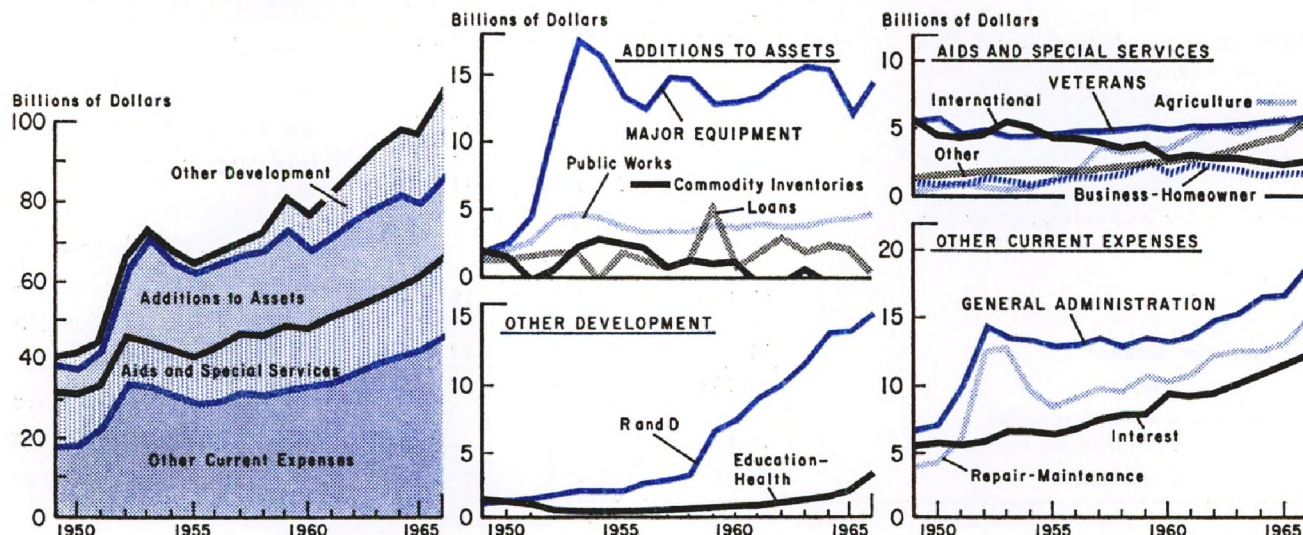 Billions of Dollars
100
80
60
40
20
0
Other Development
Additions to Assets
Aids and Special Services
Other Current Expenses
1950 1955 1960 1965
Billions of Dollars
ADDITIONS TO ASSETS
15
10
5
0
MAJOR EQUIPMENT
Public Works
Commodity Inventories
Loans
OTHER DEVELOPMENT
15
10
5
0
R and D
Education-
Health
1950 1955 1960 1965
Billions of Dollars
AIDS AND SPECIAL SERVICES
10
5
0
VETERANS
International
Agriculture
Other
Business-Homeowner
OTHER CURRENT EXPENSES
20
15
10
5
0
GENERAL ADMINISTRATION
Interest
Repair-Maintenance
1950 1955 1960 1965